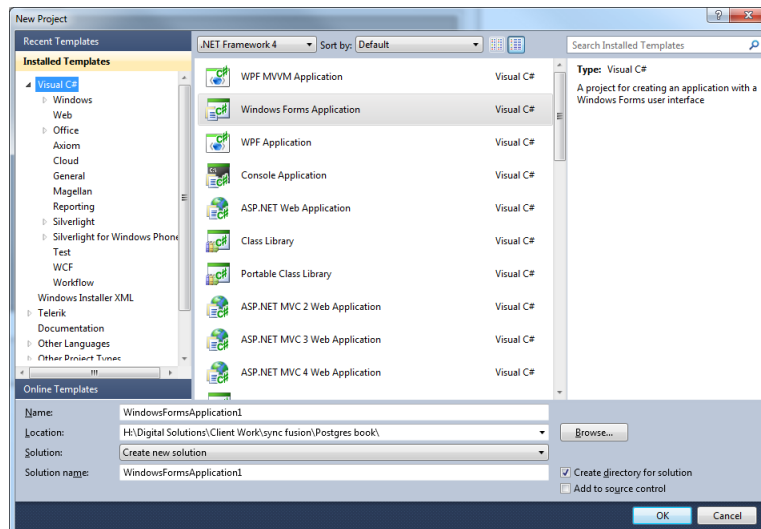 New Project
Recent Templates
Installed Templates
Visual C#
Windows
Web
Office
Axiom
Cloud
General
Magellan
Reporting
Silverlight
Silverlight for Windows Phone
Test
WCF
Workflow
Windows Installer XML
Telerik
Documentation
Other Languages
Other Project Types
Online Templates
.NET Framework 4 Sort by: Default
WPF MVVM Application Visual C#
Windows Forms Application Visual C#
WPF Application Visual C#
Console Application Visual C#
ASP.NET Web Application Visual C#
Class Library Visual C#
Portable Class Library Visual C#
ASP.NET MVC 2 Web Application Visual C#
ASP.NET MVC 3 Web Application Visual C#
ASP.NET MVC 4 Web Application Visual C#
Search Installed Templates
Type: Visual C#
A project for creating an application with a
Windows Forms user interface
Name: WindowsFormsApplication1
Location: H:\Digital Solutions\Client Work\sync fusion\Postgres book\ Browse...
Solution: Create new solution
Solution name: WindowsFormsApplication1
Create directory for solution
Add to source control
OK Cancel